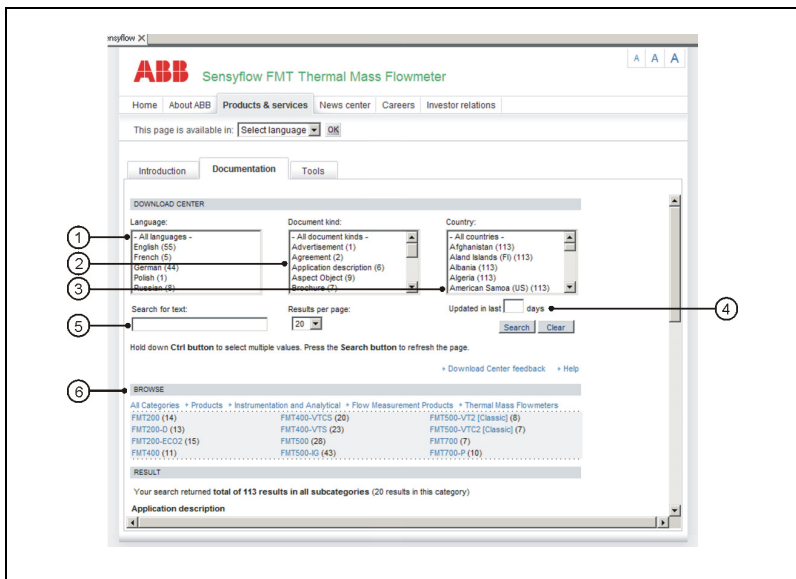 ensyflow X
A A A
ABB Sensyflow FMT Thermal Mass Flowmeter
Home About ABB Products & services News center Careers Investor relations
This page is available in: Select language OK
Introduction Documentation Tools
DOWNLOAD CENTER
Language: Document kind: Country:
1 - All languages - - All document kinds - - All countries -
English (55) Advertisement (1) Afghanistan (113)
French (5) Agreement (2) Aland Islands (FI) (113)
2 German (44) Application description (6) Albania (113)
Polish (1) Aspect Object (9) Algeria (113)
3 Russian (8) Brochure (7) American Samoa (US) (113)
Search for text: Results per page: Updated in last days 4
5 20 Search Clear
Hold down Ctrl button to select multiple values. Press the Search button to refresh the page.
Download Center feedback Help
6 BROWSE
All Categories Products Instrumentation and Analytical Flow Measurement Products Thermal Mass Flowmeters
FMT200 (14) FMT400-VTCS (20) FMT500-VT2 [Classic] (8)
FMT200-D (13) FMT400-VTS (23) FMT500-VTC2 [Classic] (7)
FMT200-ECO2 (15) FMT500 (28) FMT700 (7)
FMT400 (11) FMT500-IG (43) FMT700-P (10)
RESULT
Your search returned total of 113 results in all subcategories (20 results in this category)
Application description